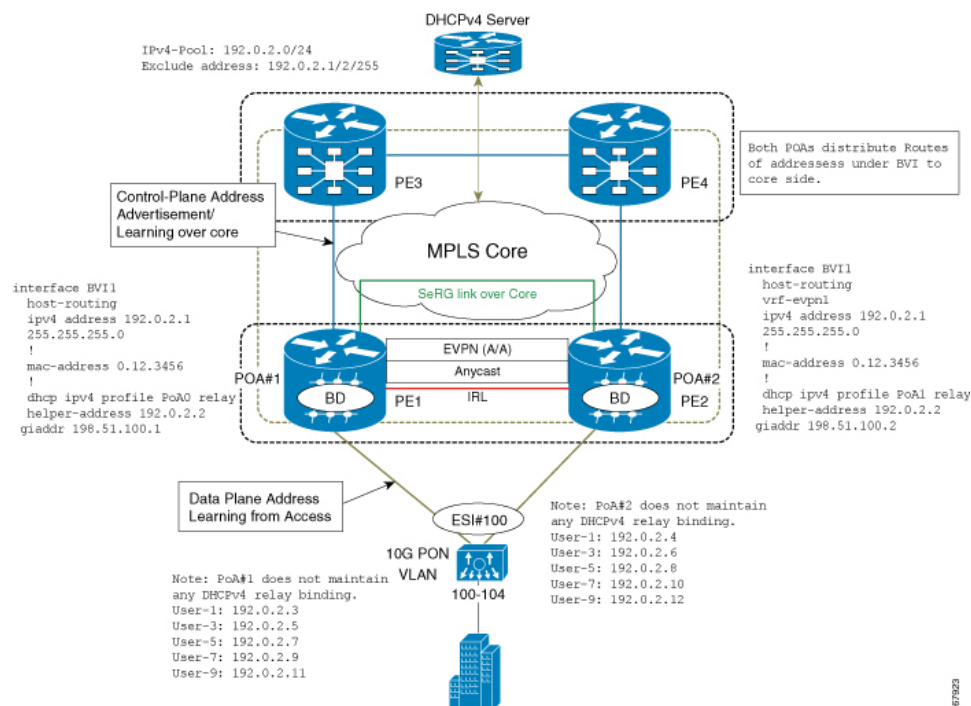 DHCPv4 Server
IPv4-Pool: 192.0.2.0/24
Exclude address: 192.0.2.1/2/255
PE3
PE4
Both POAs distribute Routes
of addressess under BVI to
core side.
Control-Plane Address
Advertisement/
Learning over core
MPLS Core
SeRG link over Core
interface BVI1
host-routing
ipv4 address 192.0.2.1
255.255.255.0
!
mac-address 0.12.3456
!
dhcp ipv4 profile PoA0 relay
helper-address 192.0.2.2
giaddr 198.51.100.1
interface BVI1
host-routing
vrf-evpn1
ipv4 address 192.0.2.1
255.255.255.0
!
mac-address 0.12.3456
!
dhcp ipv4 profile PoA1 relay
helper-address 192.0.2.2
giaddr 198.51.100.2
POA#1
BD
PE1
EVPN (A/A)
Anycast
IRL
POA#2
BD
PE2
Data Plane Address
Learning from Access
ESI#100
10G PON
VLAN
100-104
Note: PoA#2 does not maintain
any DHCPv4 relay binding.
User-1: 192.0.2.4
User-3: 192.0.2.6
User-5: 192.0.2.8
User-7: 192.0.2.10
User-9: 192.0.2.12
Note: PoA#1 does not maintain
any DHCPv4 relay binding.
User-1: 192.0.2.3
User-3: 192.0.2.5
User-5: 192.0.2.7
User-7: 192.0.2.9
User-9: 192.0.2.11
67923